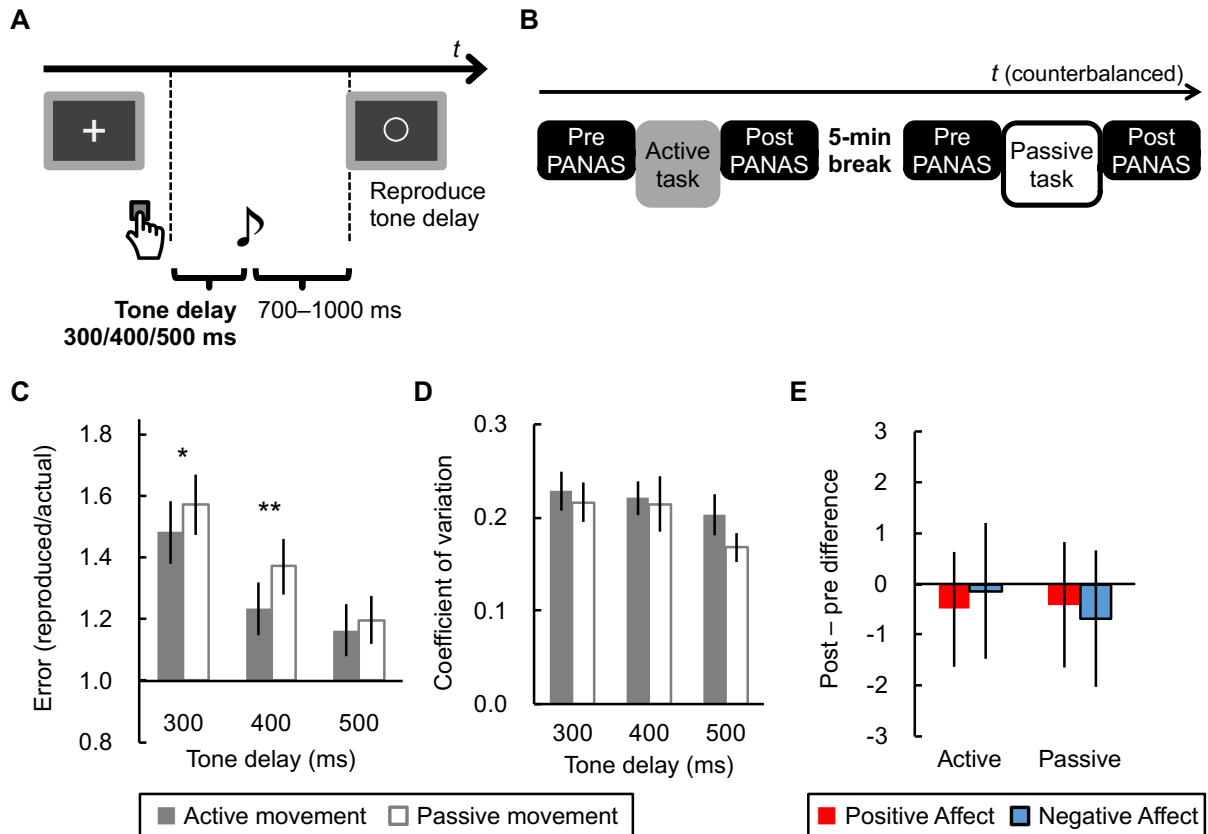 A
t
Reproduce
tone delay
Tone delay
300/400/500 ms
700–1000 ms
B
t (counterbalanced)
Pre
PANAS
Active
task
Post
PANAS
5-min
break
Pre
PANAS
Passive
task
Post
PANAS
C
Error (reproduced/actual)
1.8
1.6
1.4
1.2
1.0
0.8
*
**
300
400
500
Tone delay (ms)
D
Coefficient of variation
0.3
0.2
0.1
0.0
300
400
500
Tone delay (ms)
Active movement
Passive movement
E
Post – pre difference
3
2
1
0
-1
-2
-3
Active
Passive
Positive Affect
Negative Affect